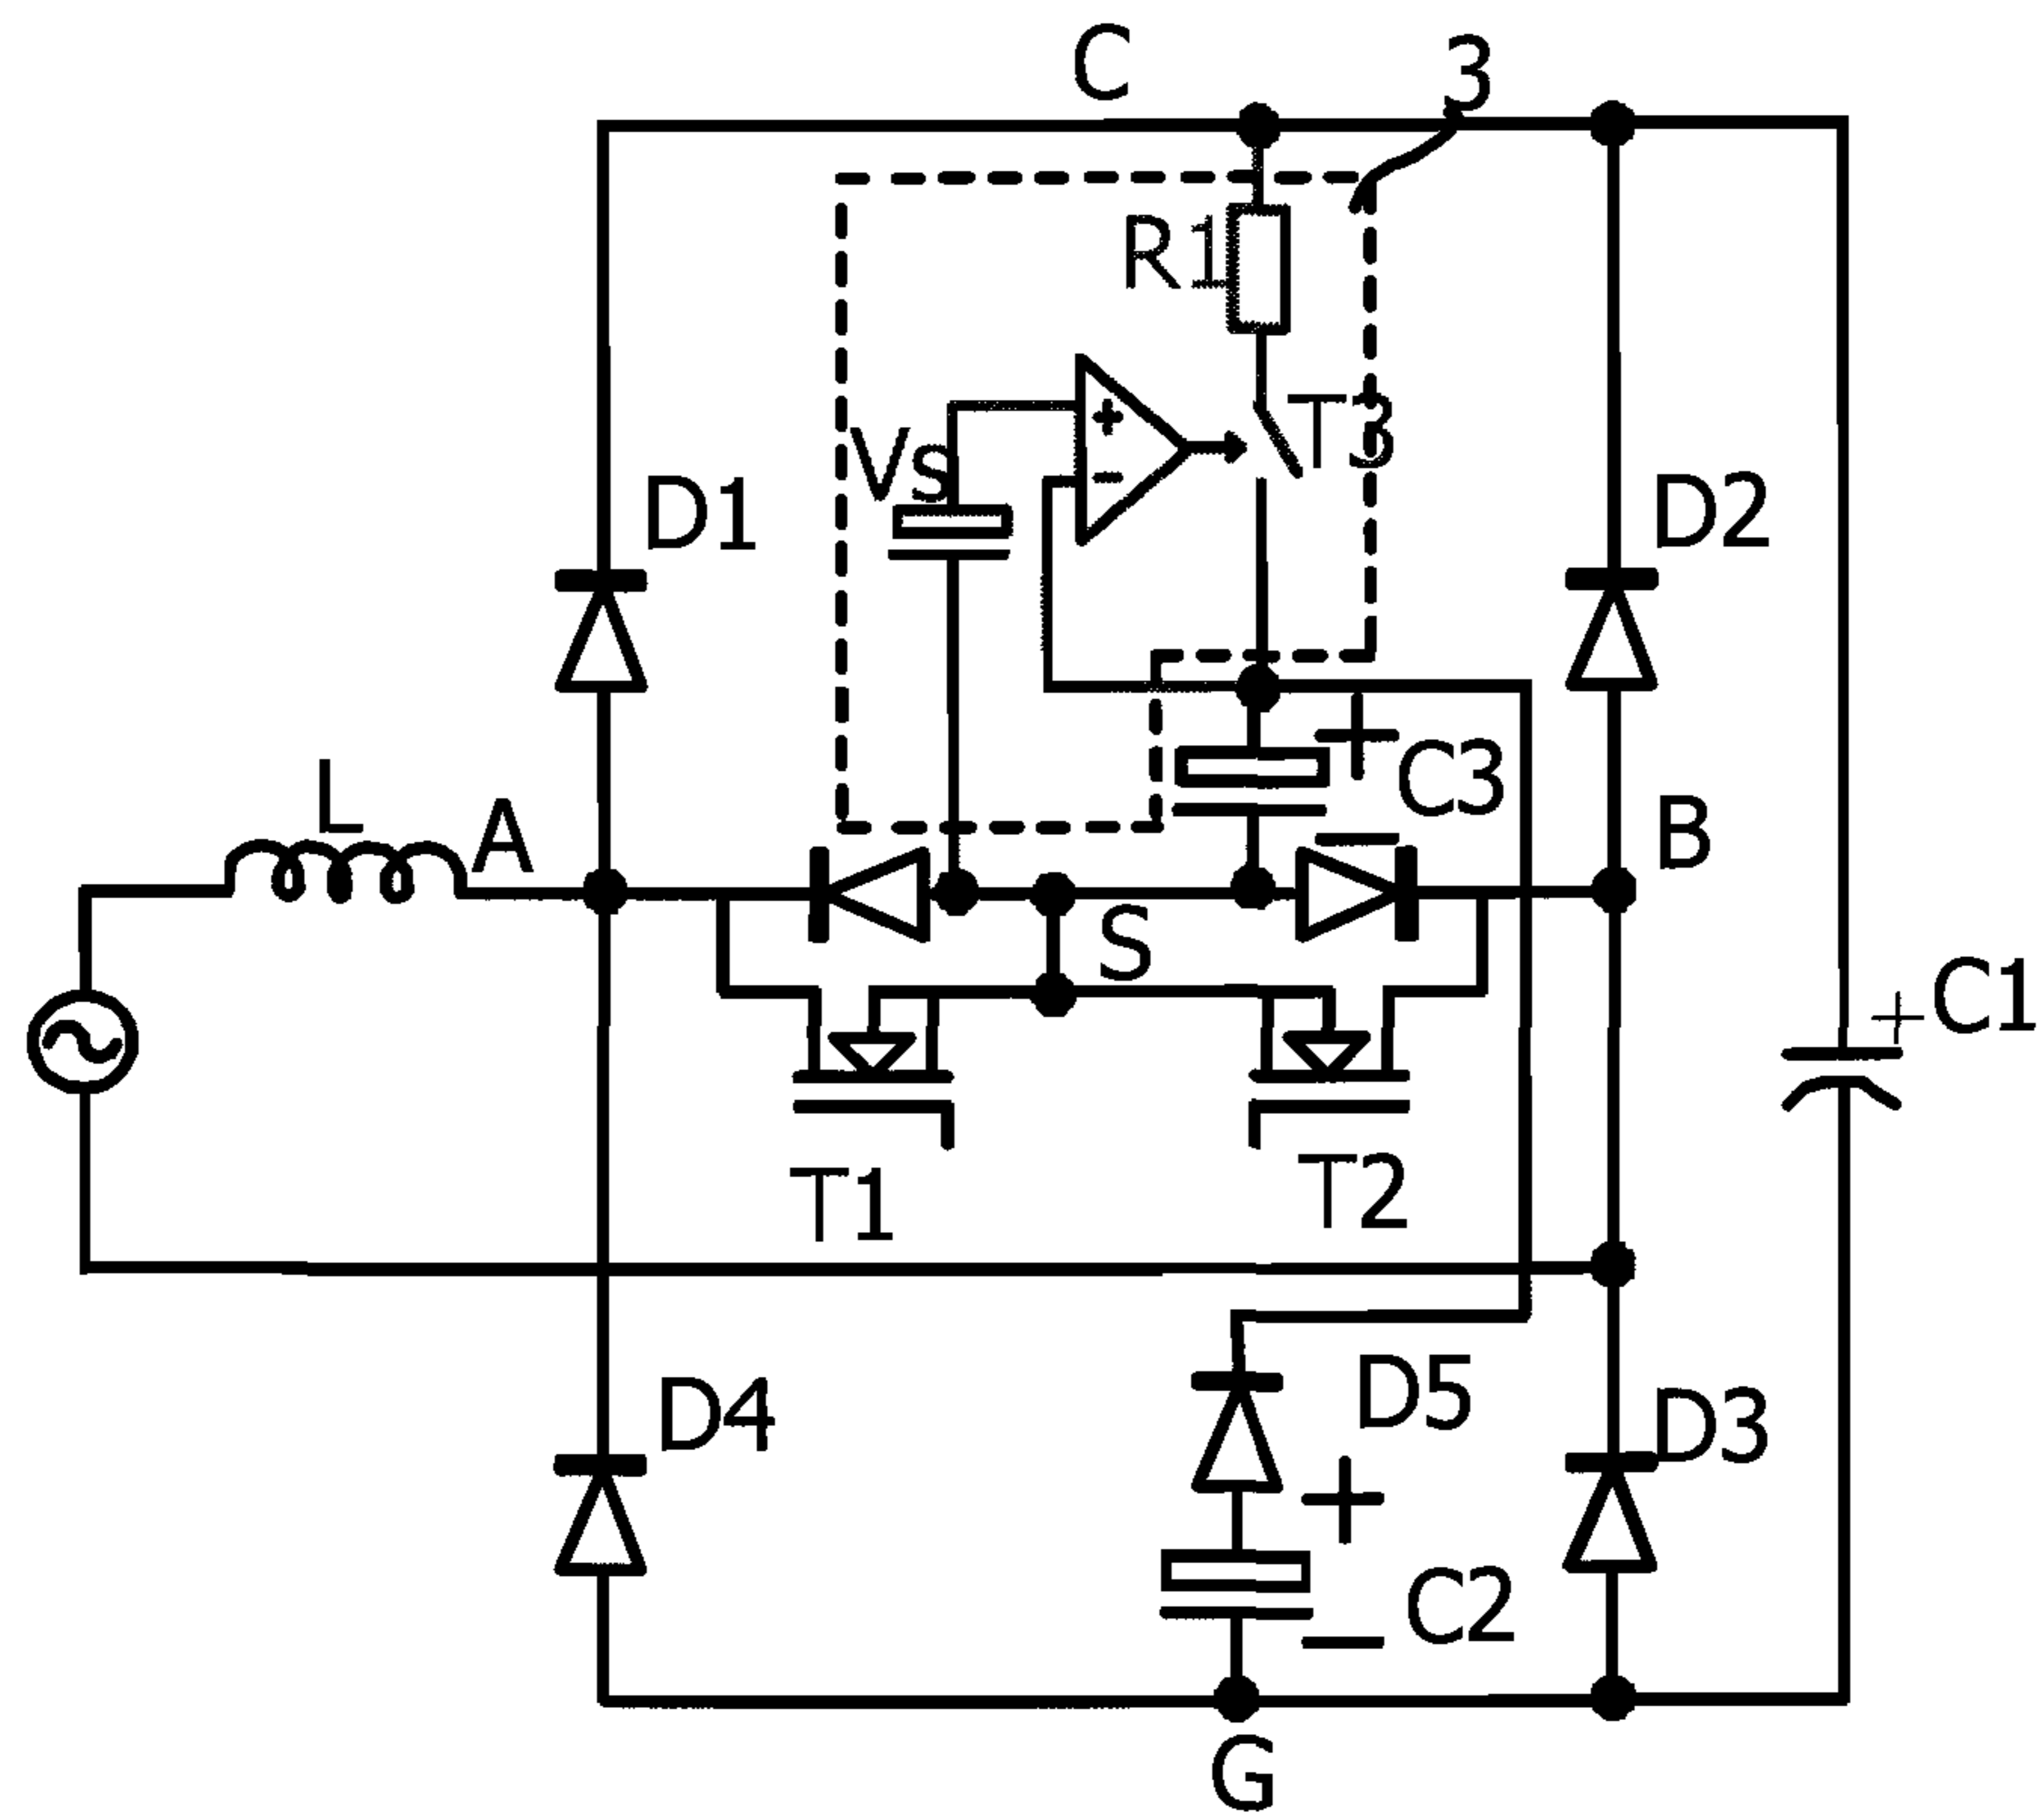 C
3
R1
T3
Vs
+
-
D1
D2
+
C3
-
L
A
B
S
+
C1
T1
T2
D5
D4
D3
+
C2
-
G